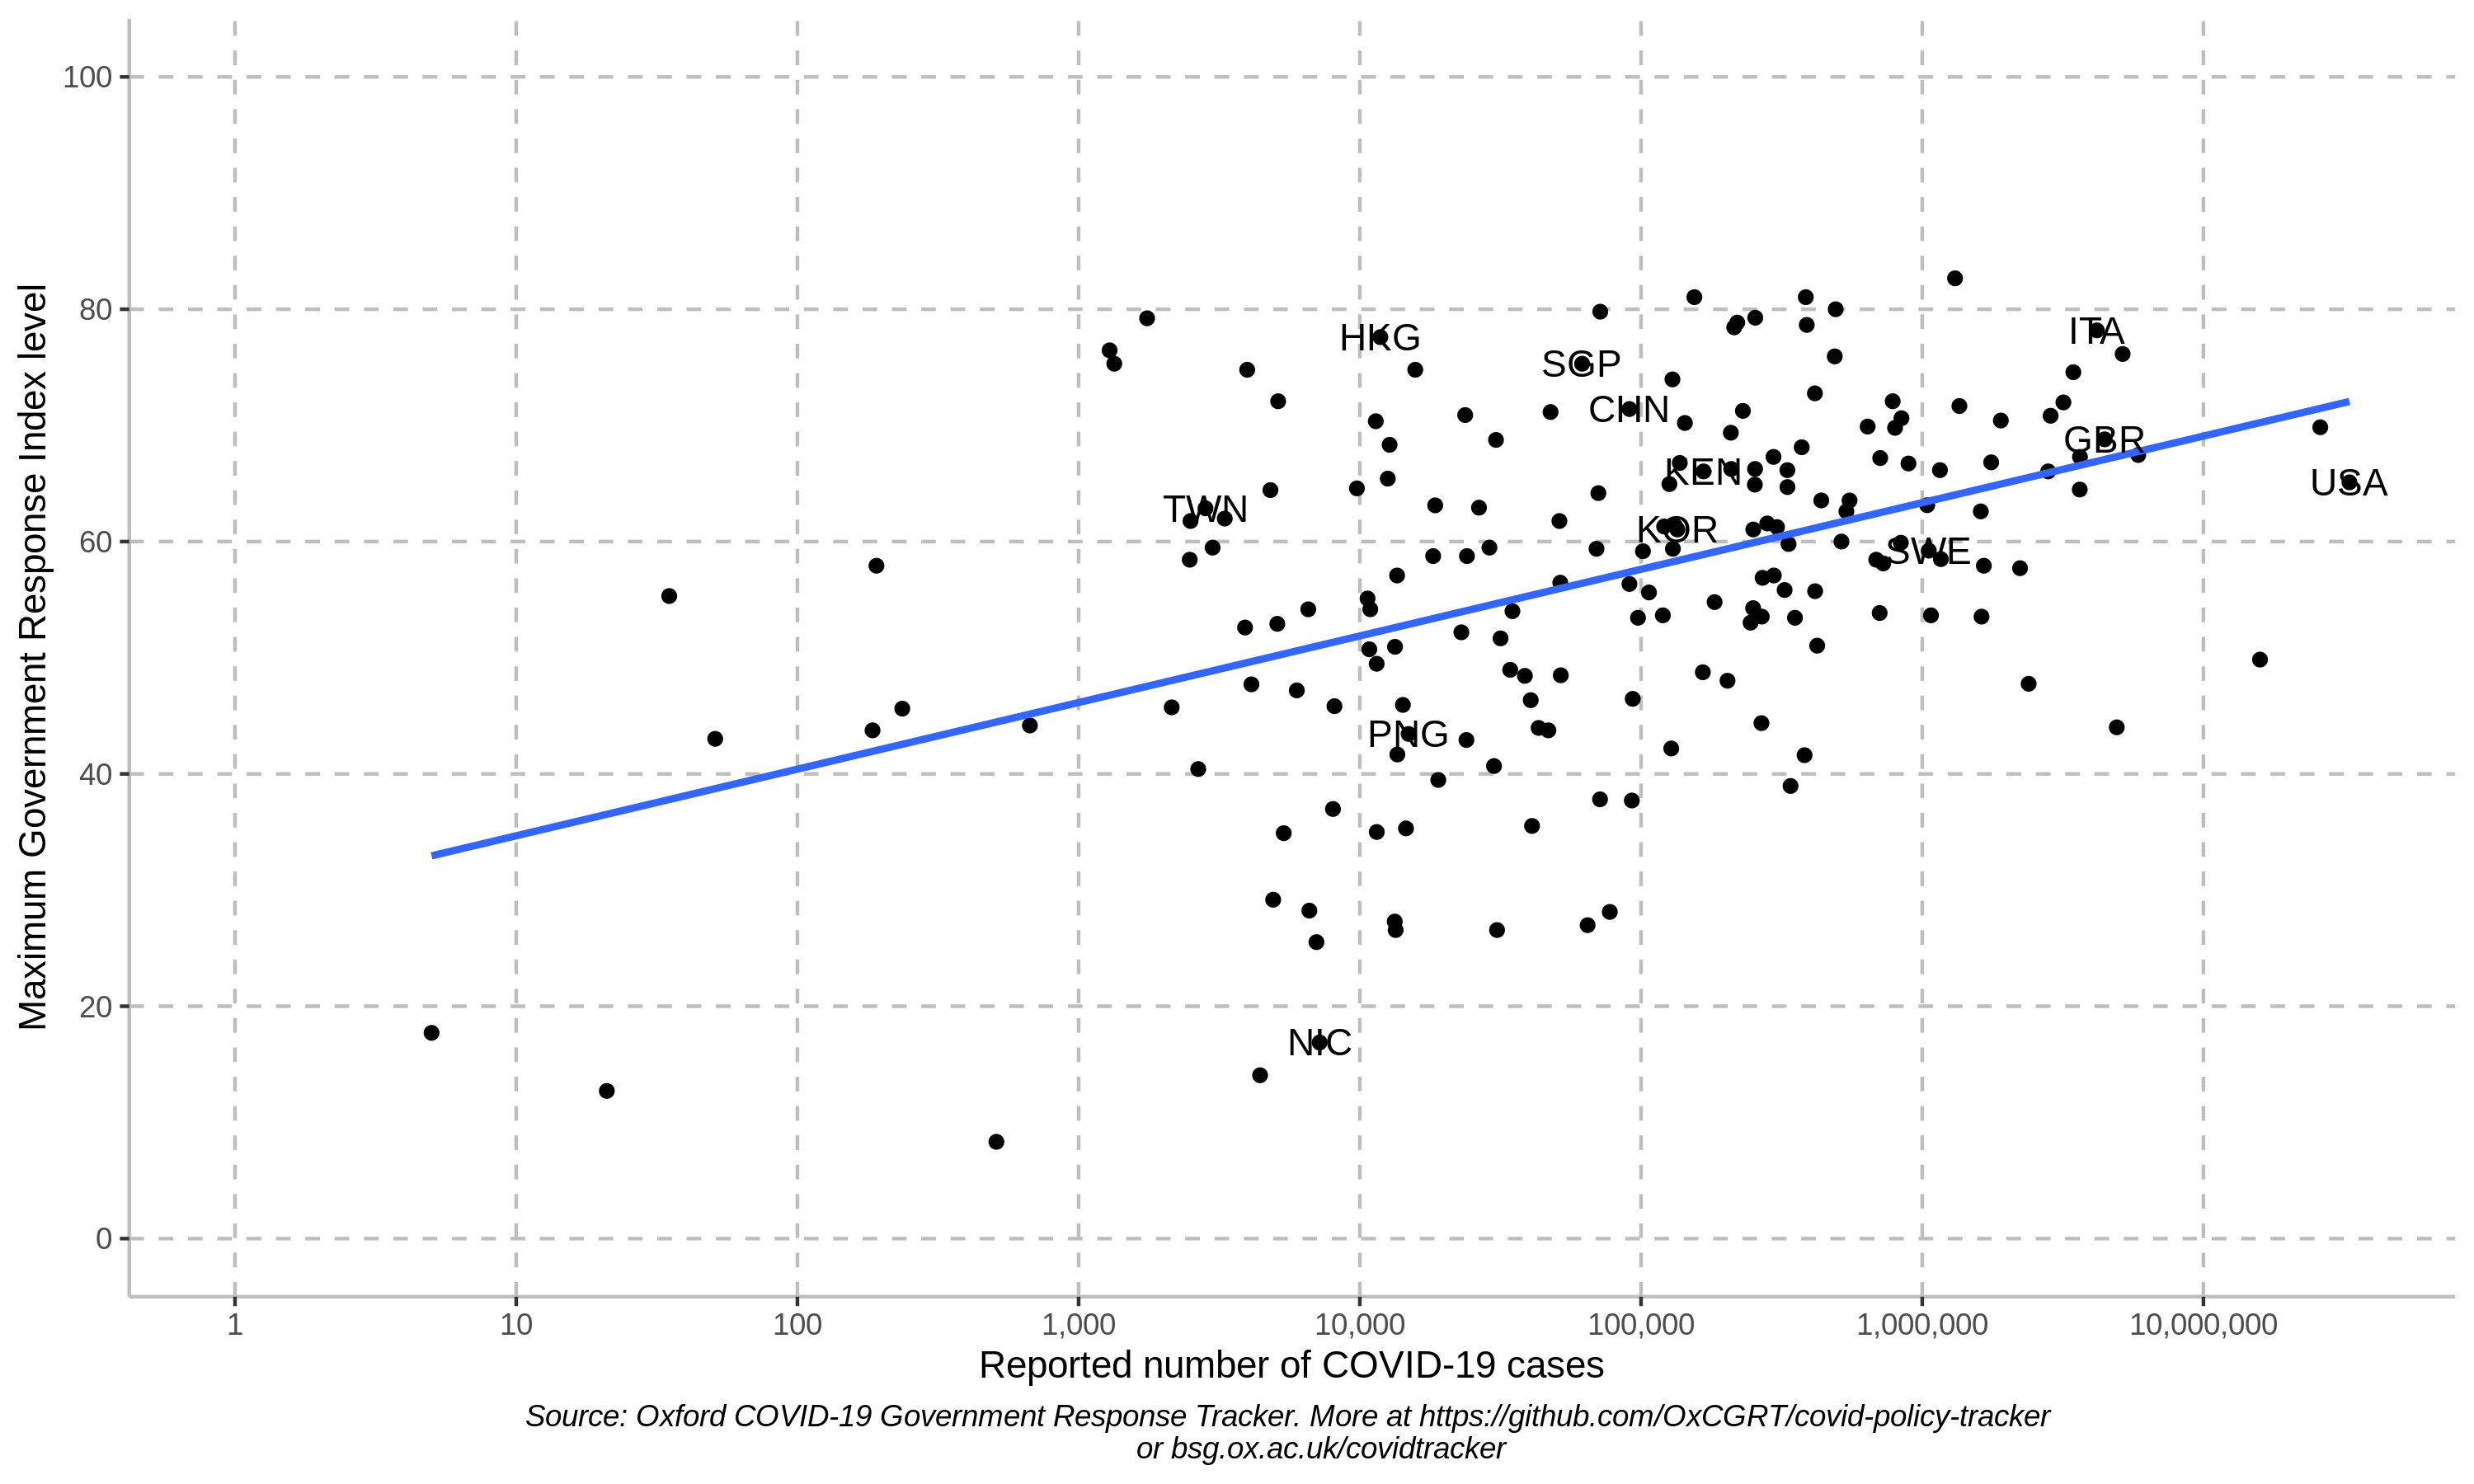 Maximum Government Response Index level
100
80
60
40
20
0
HKG
ITA
SGP
CHN
GBR
KEN
USA
TWN
KOR
SWE
PNG
NIC
1
10
100
1,000
10,000
100,000
1,000,000
10,000,000
Reported number of COVID-19 cases
Source: Oxford COVID-19 Government Response Tracker. More at https://github.com/OxCGRT/covid-policy-tracker
or bsg.ox.ac.uk/covidtracker